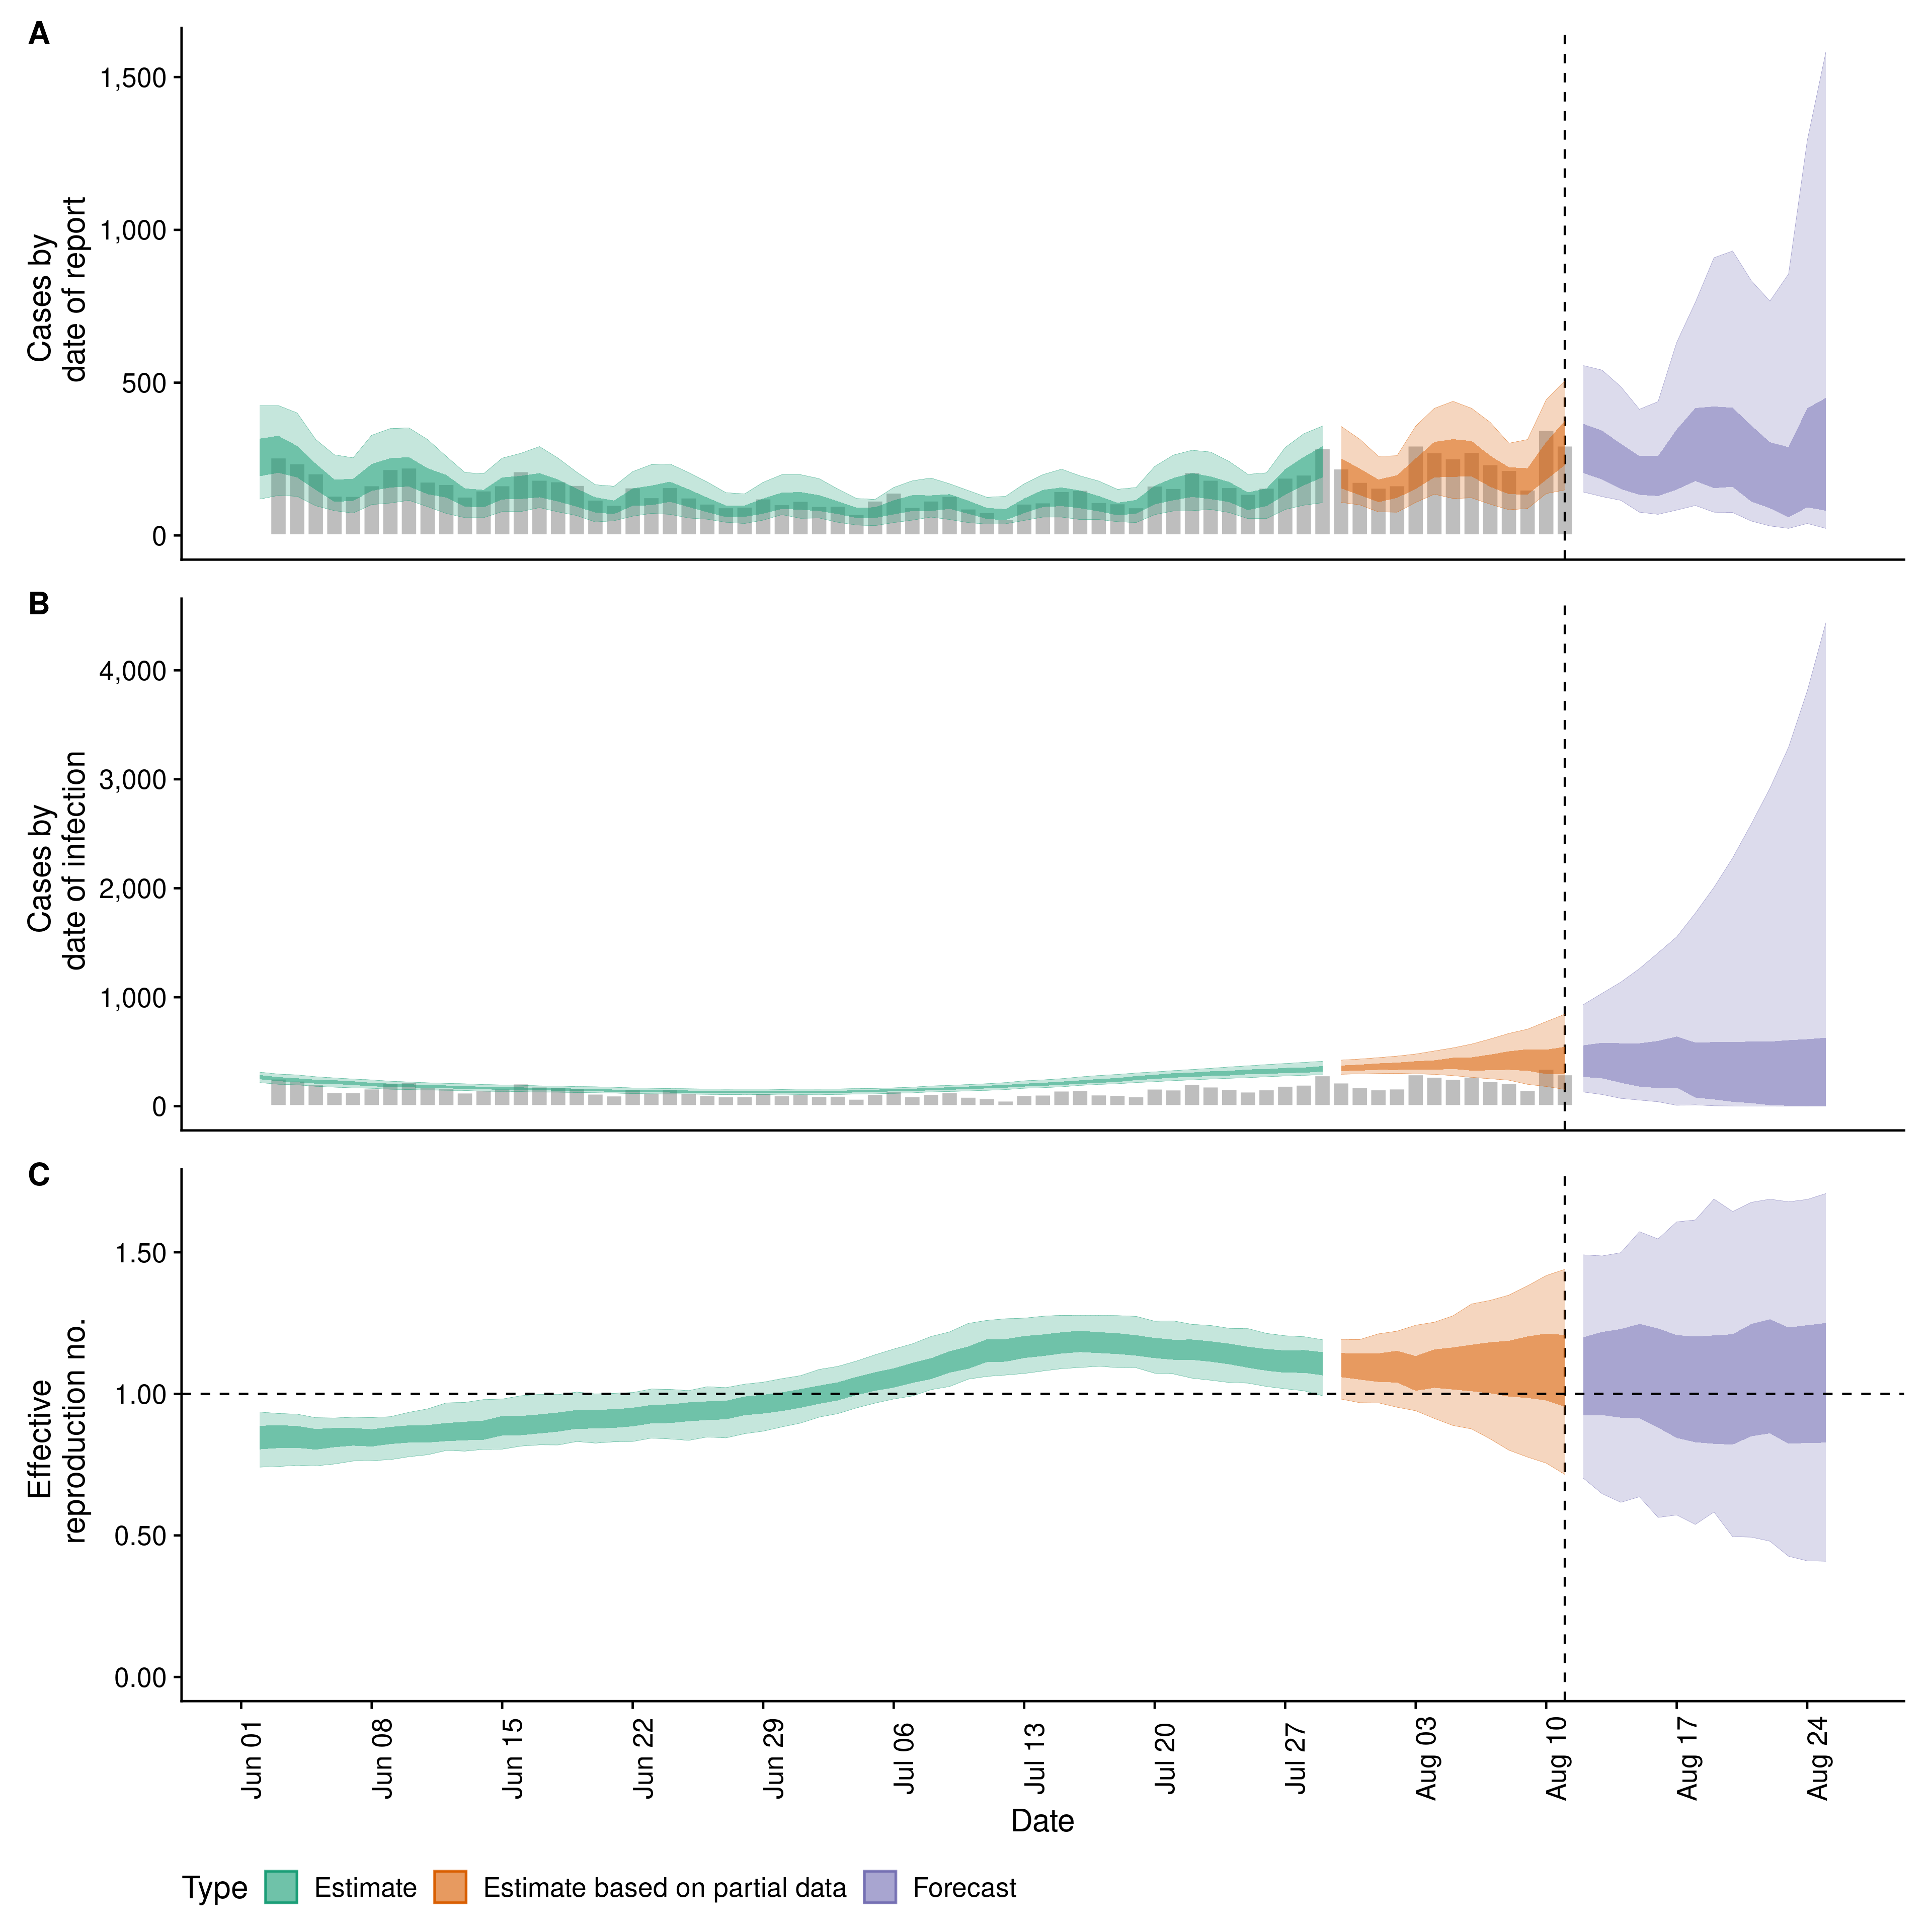 A
Cases by
date of report
1,500
1,000
500
0
B
Cases by
date of infection
4,000
3,000
2,000
1,000
0
C
Effective
reproduction no.
1.50
1.00
0.50
0.00
Jun 01
Jun 08
Jun 15
Jun 22
Jun 29
Jul 06
Jul 13
Jul 20
Jul 27
Aug 03
Aug 10
Aug 17
Aug 24
Date
Type Estimate Estimate based on partial data Forecast